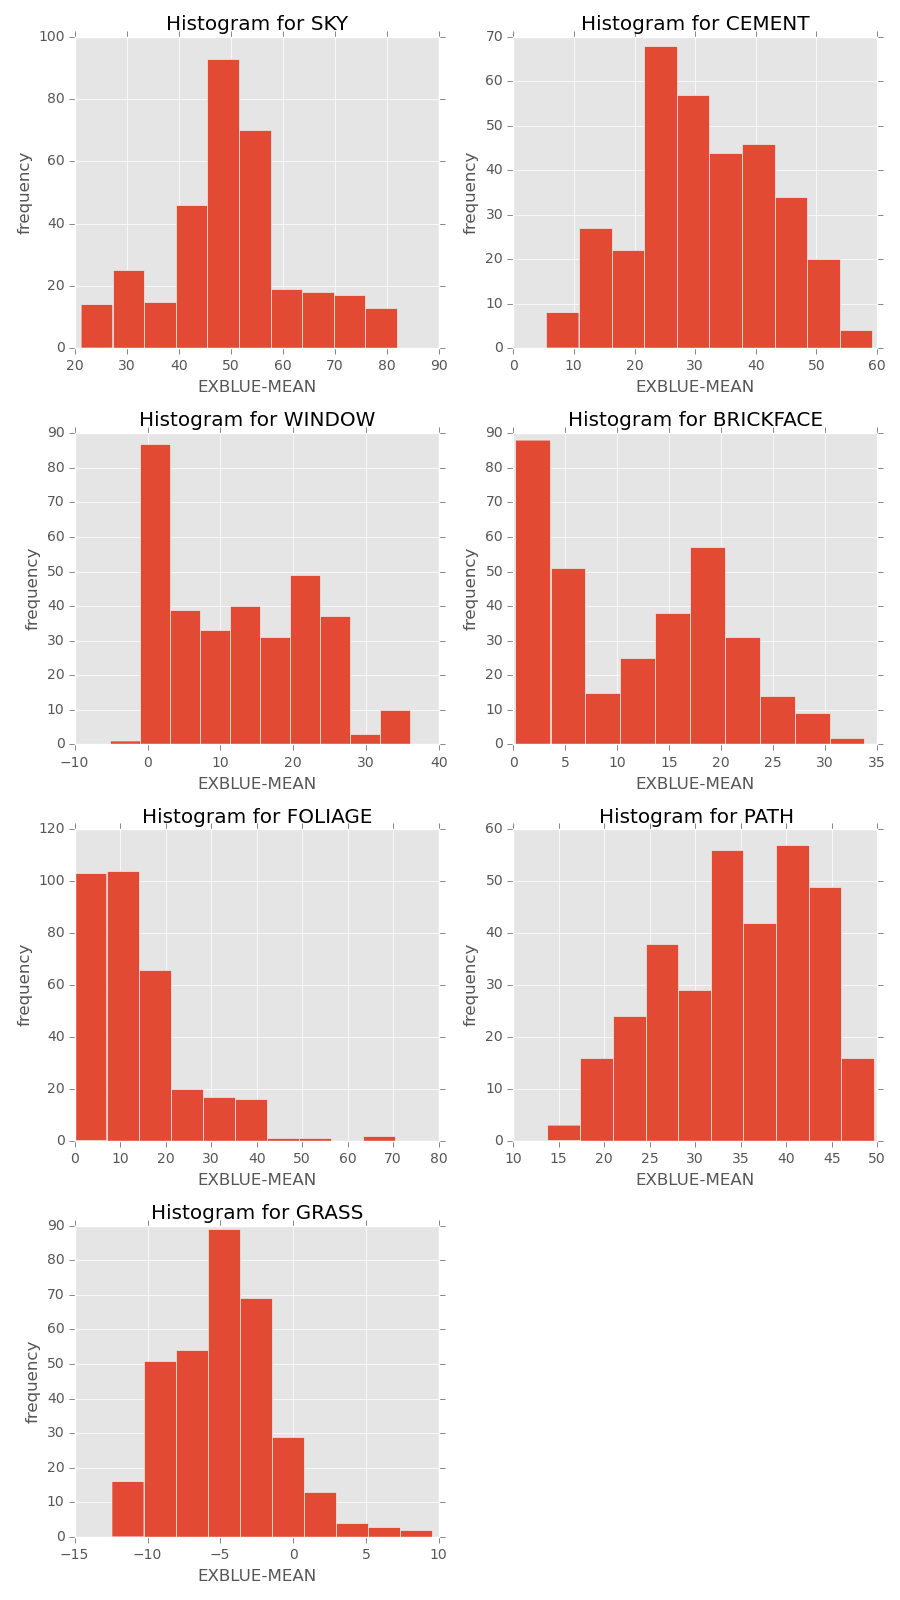 Histogram for SKY
100
80
60
40
20
0
frequency
20 30 40 50 60 70 80 90
EXBLUE-MEAN
Histogram for CEMENT
70
60
50
40
30
20
10
0
frequency
0 10 20 30 40 50 60
EXBLUE-MEAN
Histogram for WINDOW
90
80
70
60
50
40
30
20
10
0
frequency
−10 0 10 20 30 40
EXBLUE-MEAN
Histogram for BRICKFACE
90
80
70
60
50
40
30
20
10
0
frequency
0 5 10 15 20 25 30 35
EXBLUE-MEAN
Histogram for FOLIAGE
120
100
80
60
40
20
0
frequency
0 10 20 30 40 50 60 70 80
EXBLUE-MEAN
Histogram for PATH
60
50
40
30
20
10
0
frequency
10 15 20 25 30 35 40 45 50
EXBLUE-MEAN
Histogram for GRASS
90
80
70
60
50
40
30
20
10
0
frequency
−15 −10 −5 0 5 10
EXBLUE-MEAN